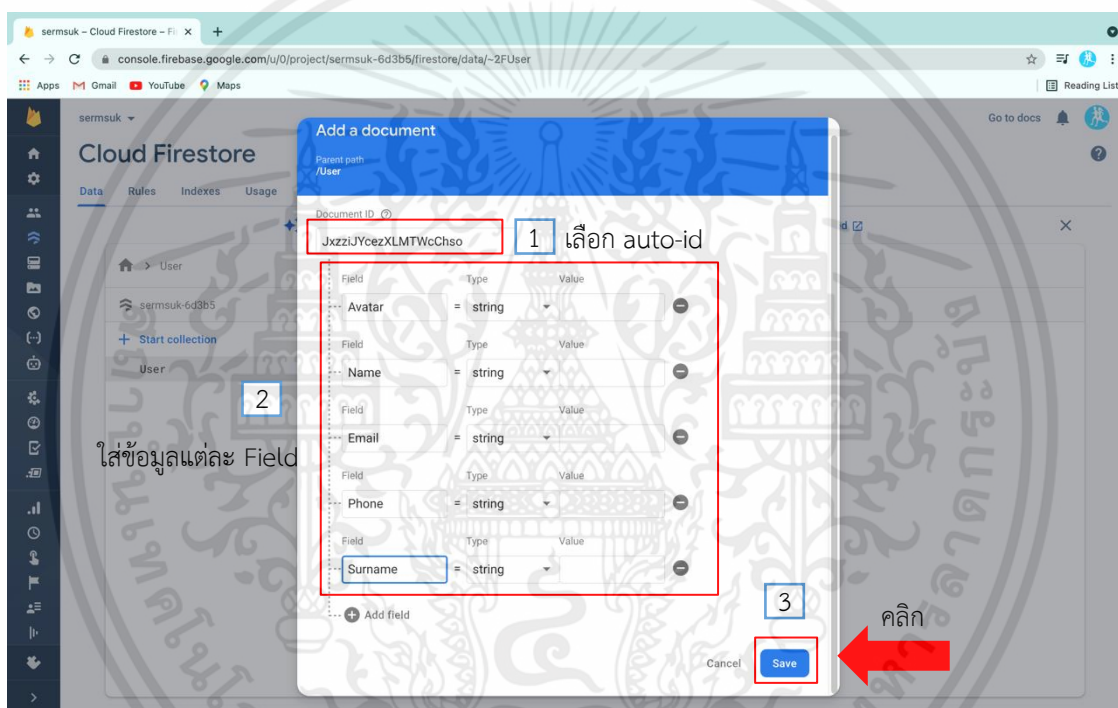 sermsuk – Cloud Firestore – Fi
console.firebase.google.com/u/0/project/sermsuk-6d3b5/firestore/data/~2FUser
Apps Gmail YouTube Maps Reading List
sermsuk Go to docs
Cloud Firestore
Data Rules Indexes Usage
Add a document
Parent path
/User
Document ID
JxzziJYcezXLMTWcChso
1 เลือก auto-id
User
sermsuk-6d3b5
Start collection
User
Field Type Value
Avatar = string
Field Type Value
Name = string
Field Type Value
Email = string
Field Type Value
Phone = string
Field Type Value
Surname = string
Add field
2
ใส่ข้อมูลแต่ละ Field
3
คลิก
Cancel Save